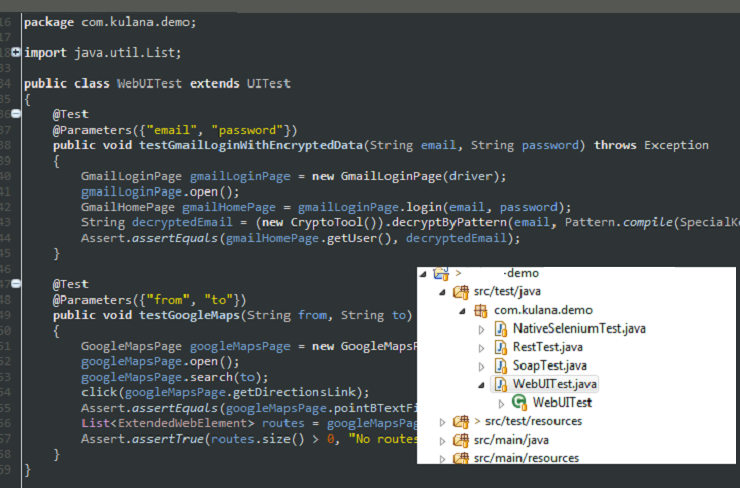 16 package com.kulana.demo;
17
18 import java.util.List;
33
34 public class WebUITest extends UITest
35 {
36 @Test
37 @Parameters({"email", "password"})
38 public void testGmailLoginWithEncryptedData(String email, String password) throws Exception
39 {
40 GmailLoginPage gmailLoginPage = new GmailLoginPage(driver);
41 gmailLoginPage.open();
42 GmailHomePage gmailHomePage = gmailLoginPage.login(email, password);
43 String decryptedEmail = (new CryptoTool()).decryptByPattern(email, Pattern.compile(SpecialKe
44 Assert.assertEquals(gmailHomePage.getUser(), decryptedEmail);
45 }
46
47 @Test
48 @Parameters({"from", "to"})
49 public void testGoogleMaps(String from, String to)
50 {
51 GoogleMapsPage googleMapsPage = new GoogleMapsP
52 googleMapsPage.open();
53 googleMapsPage.search(to);
54 click(googleMapsPage.getDirectionsLink);
55 Assert.assertEquals(googleMapsPage.pointBTextFi
56 List<ExtendedWebElement> routes = googleMapsPag
57 Assert.assertTrue(routes.size() > 0, "No routes
58 }
59 }
> -demo
src/test/java
com.kulana.demo
NativeSeleniumTest.java
RestTest.java
SoapTest.java
WebUITest.java
WebUITest
> src/test/resources
src/main/java
src/main/resources